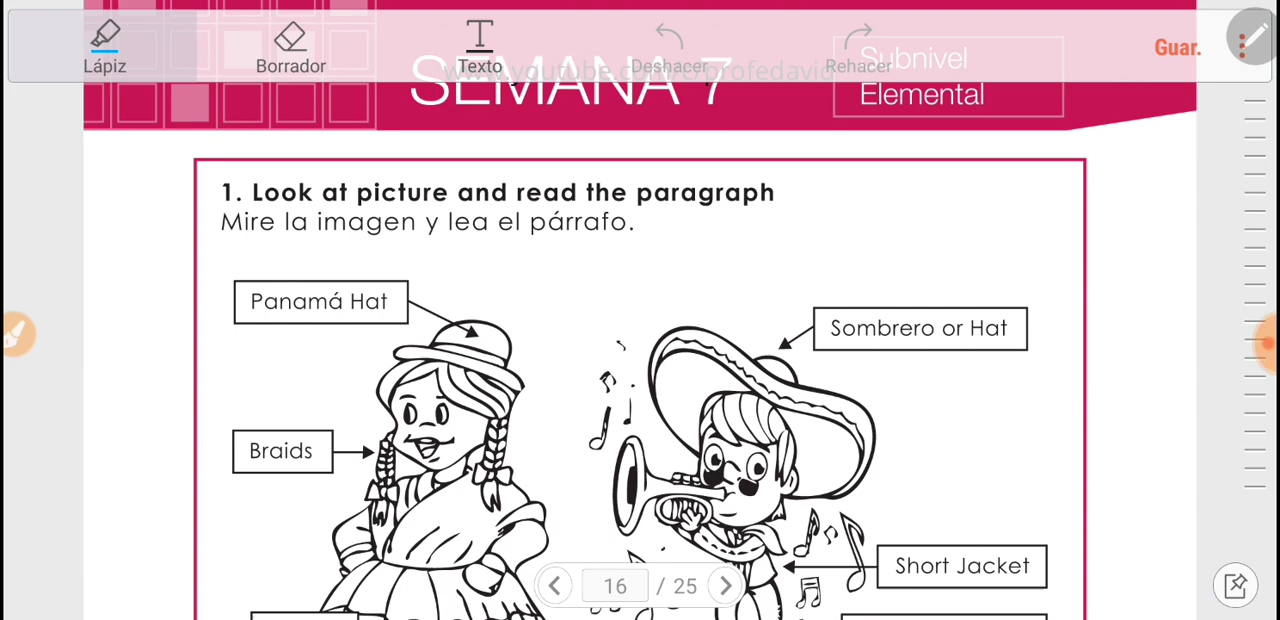 Lápiz
Borrador
Texto
Deshacer
Rehacer
Guar.
SEMANA 7
Subnivel
Elemental
1. Look at picture and read the paragraph
Mire la imagen y lea el párrafo.
Panamá Hat
Sombrero or Hat
Braids
Short Jacket
16 / 25